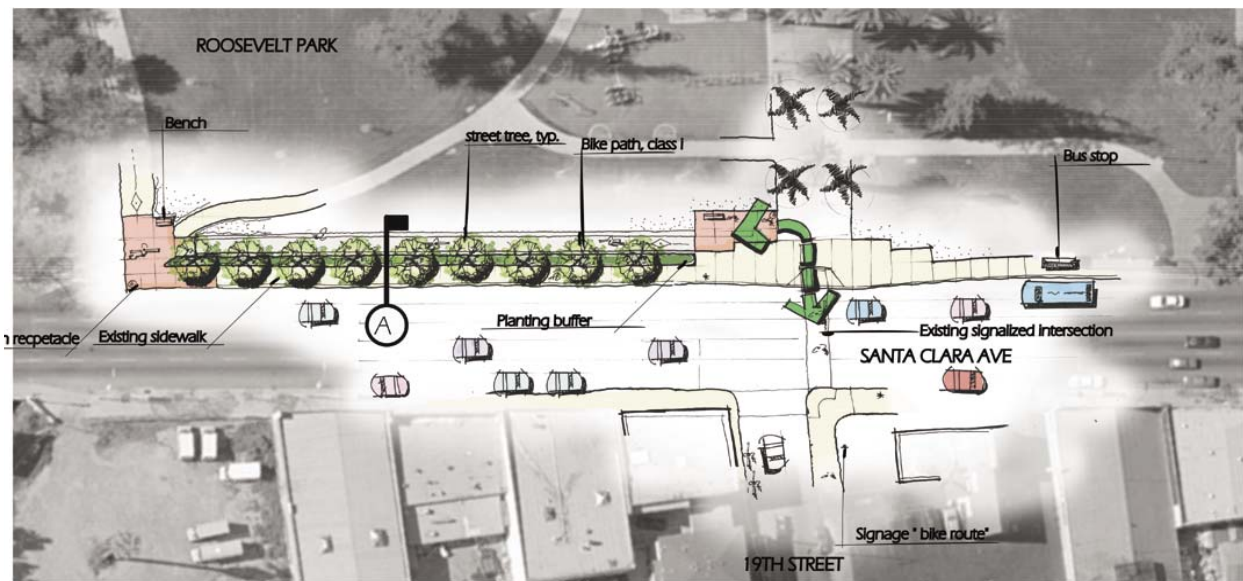 ROOSEVELT PARK
Bench
street tree, typ.
Bike path, class I
Bus stop
A
n recpetacle
Existing sidewalk
Planting buffer
Existing signalized intersection
SANTA CLARA AVE
Signage " bike route"
19TH STREET